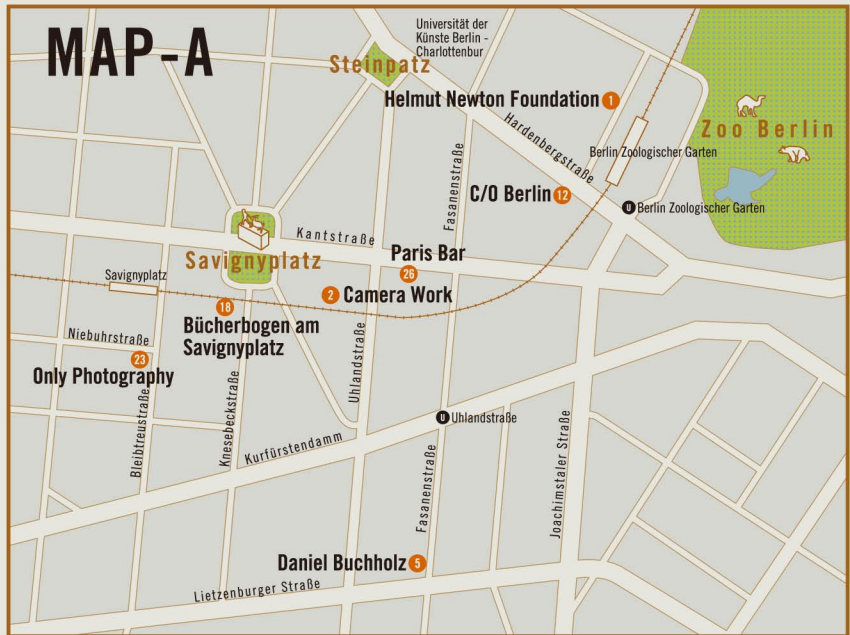 MAP-A
Universität der
Künste Berlin -
Charlottenbur
Steinpatz
Helmut Newton Foundation 1
Hardenbergstraße
Zoo Berlin
Berlin Zoologischer Garten
C/O Berlin 12
Fasanenstraße
U Berlin Zoologischer Garten
Kantstraße
Paris Bar
26
Savignyplatz
Savignyplatz
2 Camera Work
18
Bücherbogen am
Savignyplatz
Niebuhrstraße
23
Only Photography
Uhlandstraße
Bleibtreustraße
Knesebeckstraße
U Uhlandstraße
Kurfürstendamm
Fasanenstraße
Joachimstaler Straße
Daniel Buchholz 5
Lietzenburger Straße